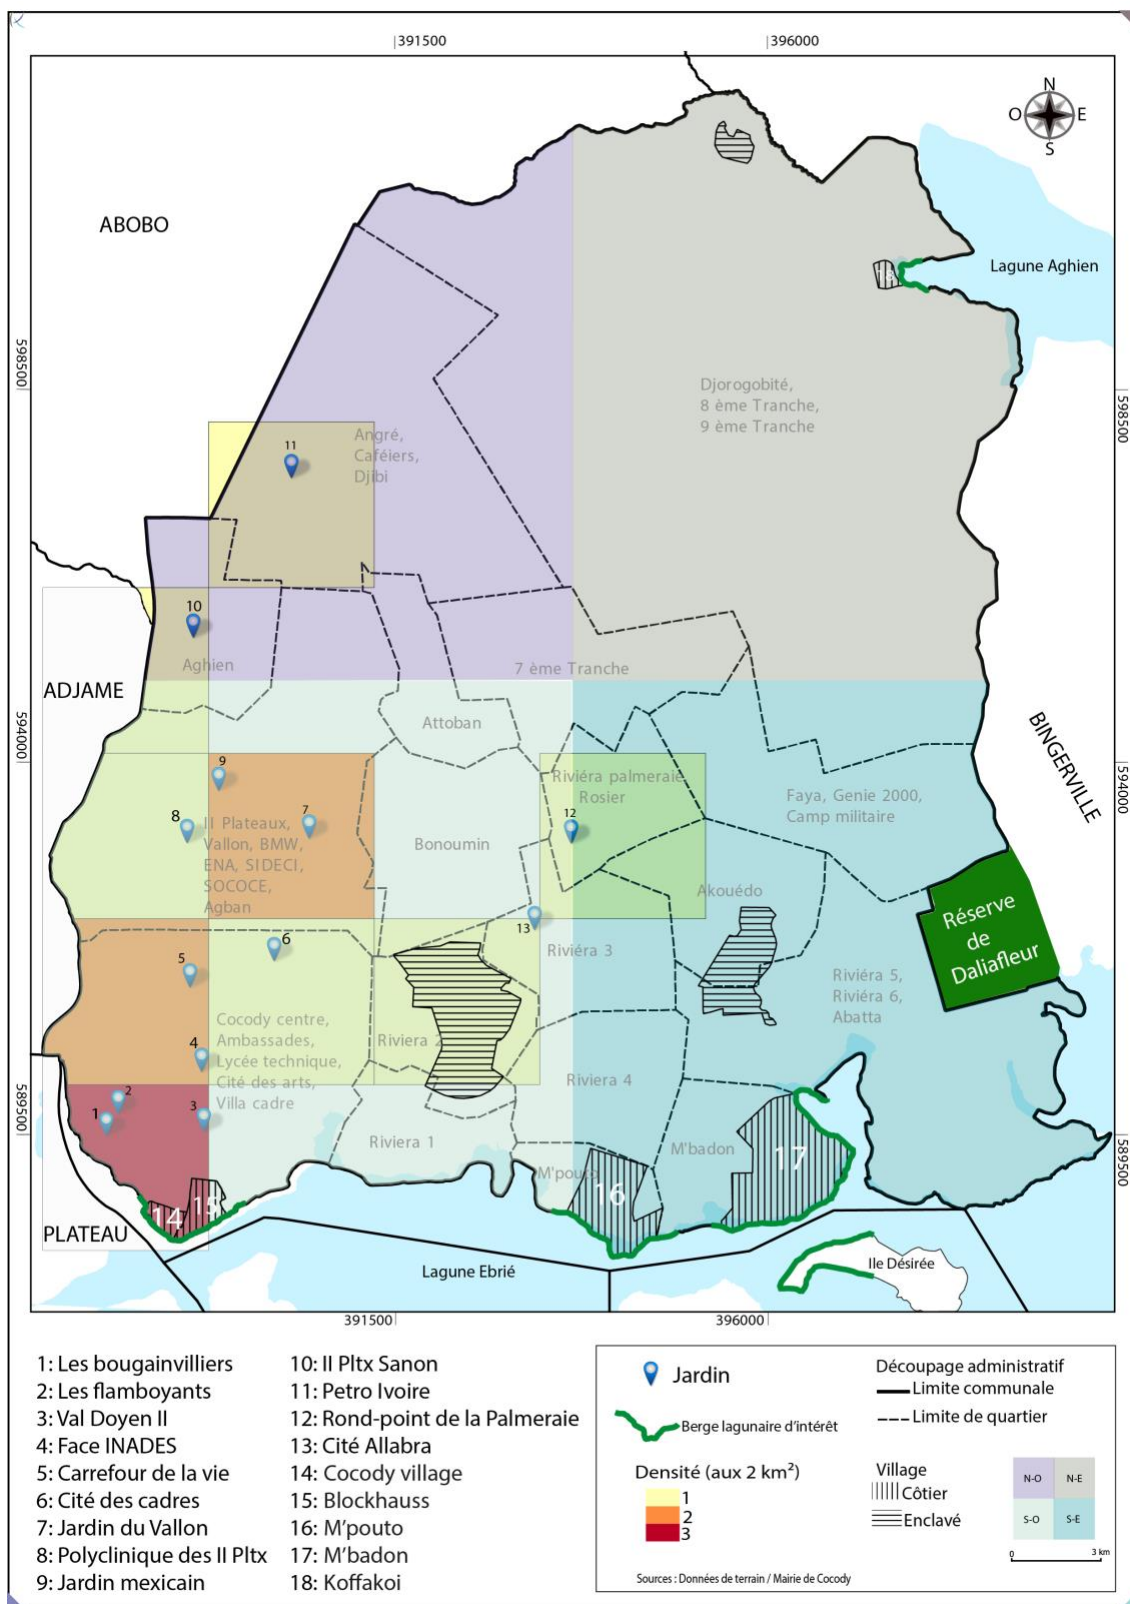 391500
396000
N
O
E
S
ABOBO
Lagune Aghien
18
598500
598500
Djorogobité,
8 ème Tranche,
9 ème Tranche
11
Angré,
Caféiers,
Djibi
10
Aghien
7 ème Tranche
ADJAME
Attoban
BINGERVILLE
594000
594000
9
Riviéra palmeraie
Rosier
Faya, Genie 2000,
Camp militaire
8
7
12
II Plateaux,
Vallon, BMW,
ENA, SIDECI,
SOCOCE,
Agban
Bonoumin
Akouédo
Réserve
de
Daliafleur
13
6
5
Riviéra 3
Riviéra 5,
Riviéra 6,
Abatta
Cocody centre,
Ambassades,
Lycée technique,
Cité des arts,
Villa cadre
Riviera 2
4
Riviera 4
2
1
3
589500
589500
Riviera 1
M'badon
17
M'pouto
16
15
14
PLATEAU
Lagune Ebrié
Ile Désirée
391500
396000
1: Les bougainvilliers
2: Les flamboyants
3: Val Doyen II
4: Face INADES
5: Carrefour de la vie
6: Cité des cadres
7: Jardin du Vallon
8: Polyclinique des II Pltx
9: Jardin mexicain
10: II Pltx Sanon
11: Petro Ivoire
12: Rond-point de la Palmeraie
13: Cité Allabra
14: Cocody village
15: Blockhauss
16: M'pouto
17: M'badon
18: Koffakoi
Jardin
Berge lagunaire d'intérêt
Densité (aux 2 km²)
1
2
3
Découpage administratif
Limite communale
Limite de quartier
Village
Côtier
Enclavé
N-O
N-E
S-O
S-E
0
3 km
Sources : Données de terrain / Mairie de Cocody